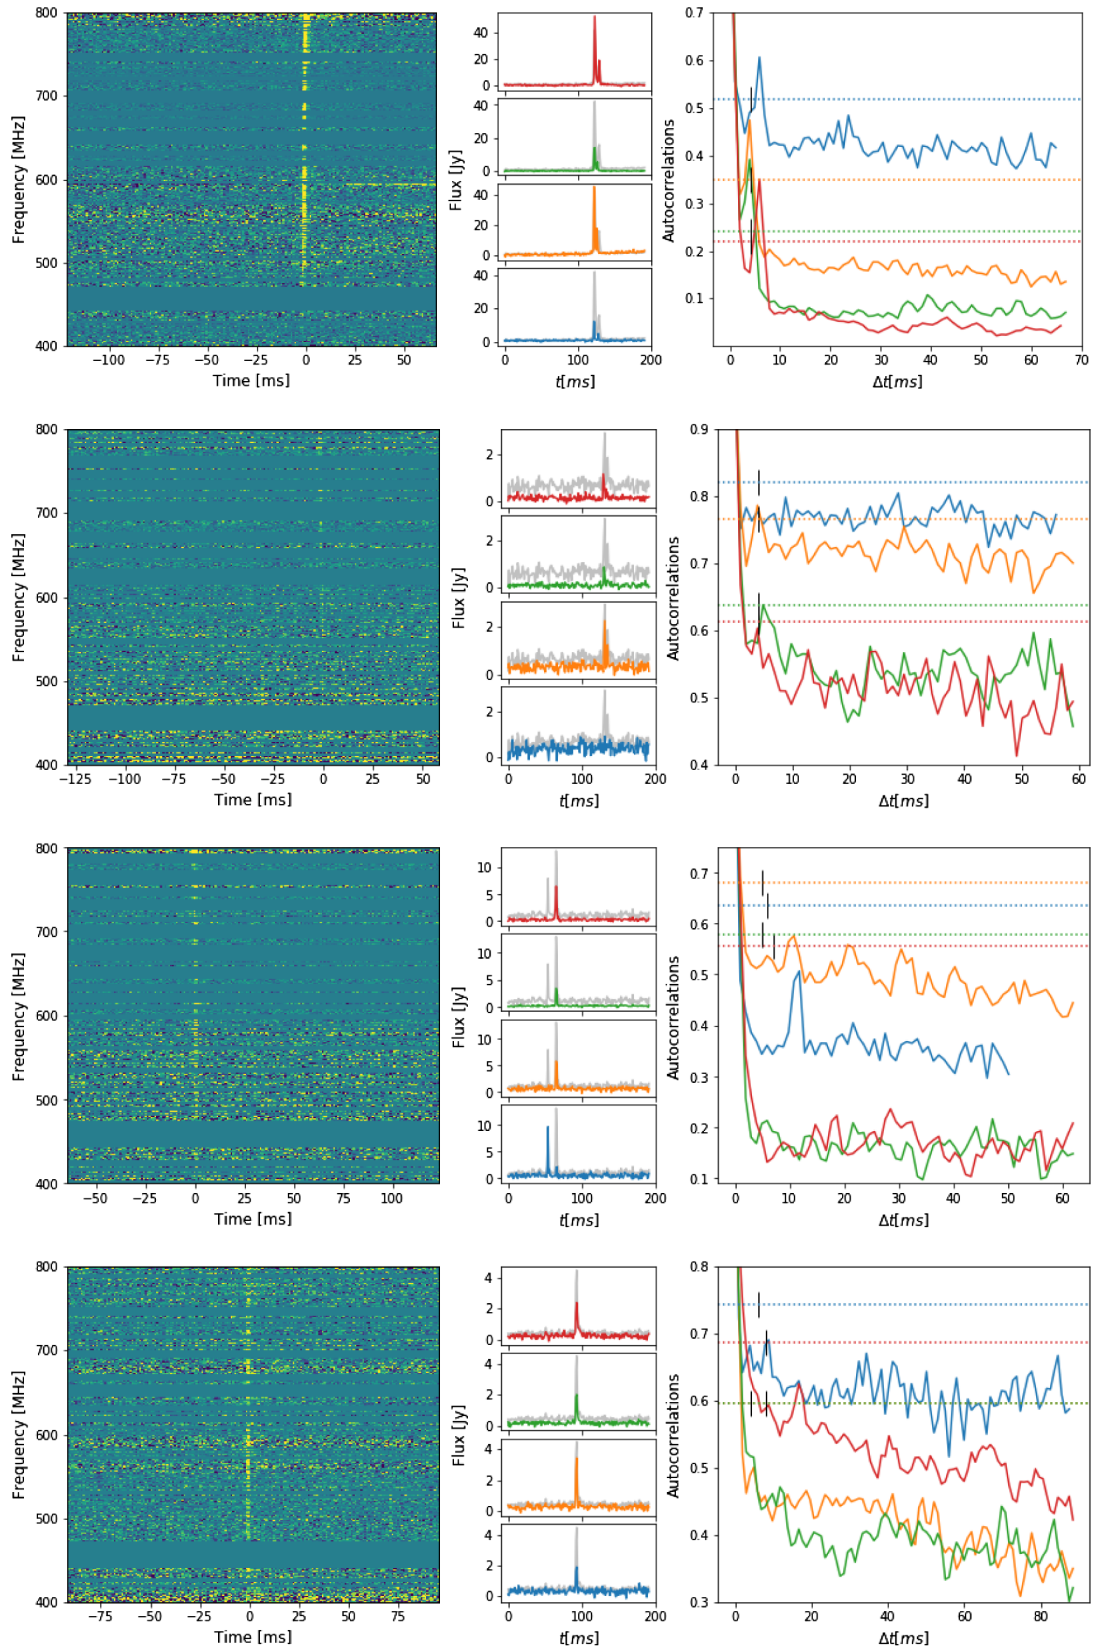 800
700
600
500
400
Frequency [MHz]
−100 −75 −50 −25 0 25 50
Time [ms]
40
20
0
40
20
0
40
20
0
40
20
0
Flux [Jy]
0 100 200
t[ms]
0.7
0.6
0.5
0.4
0.3
0.2
0.1
Autocorrelations
0 10 20 30 40 50 60 70
Δt[ms]
800
700
600
500
400
Frequency [MHz]
−125 −100 −75 −50 −25 0 25 50
Time [ms]
2
0
2
0
2
0
2
0
Flux [Jy]
0 100 200
t[ms]
0.9
0.8
0.7
0.6
0.5
0.4
Autocorrelations
0 10 20 30 40 50 60
Δt[ms]
800
700
600
500
400
Frequency [MHz]
−50 −25 0 25 50 75 100
Time [ms]
10
5
0
10
5
0
10
5
0
10
5
0
Flux [Jy]
0 100 200
t[ms]
0.7
0.6
0.5
0.4
0.3
0.2
0.1
Autocorrelations
0 10 20 30 40 50 60
Δt[ms]
800
700
600
500
400
Frequency [MHz]
−75 −50 −25 0 25 50 75
Time [ms]
4
2
0
4
2
0
4
2
0
4
2
0
Flux [Jy]
0 100 200
t[ms]
0.8
0.7
0.6
0.5
0.4
0.3
Autocorrelations
0 20 40 60 80
Δt[ms]